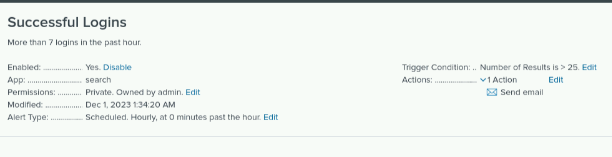 Successful Logins
More than 7 logins in the past hour.
Enabled: .................. Yes. Disable
App: .......................... search
Permissions: ........... Private. Owned by admin. Edit
Modified: ................. Dec 1, 2023 1:34:20 AM
Alert Type: ............... Scheduled. Hourly, at 0 minutes past the hour. Edit
Trigger Condition: .. Number of Results is > 25. Edit
Actions: .................... 1 Action Edit
Send email